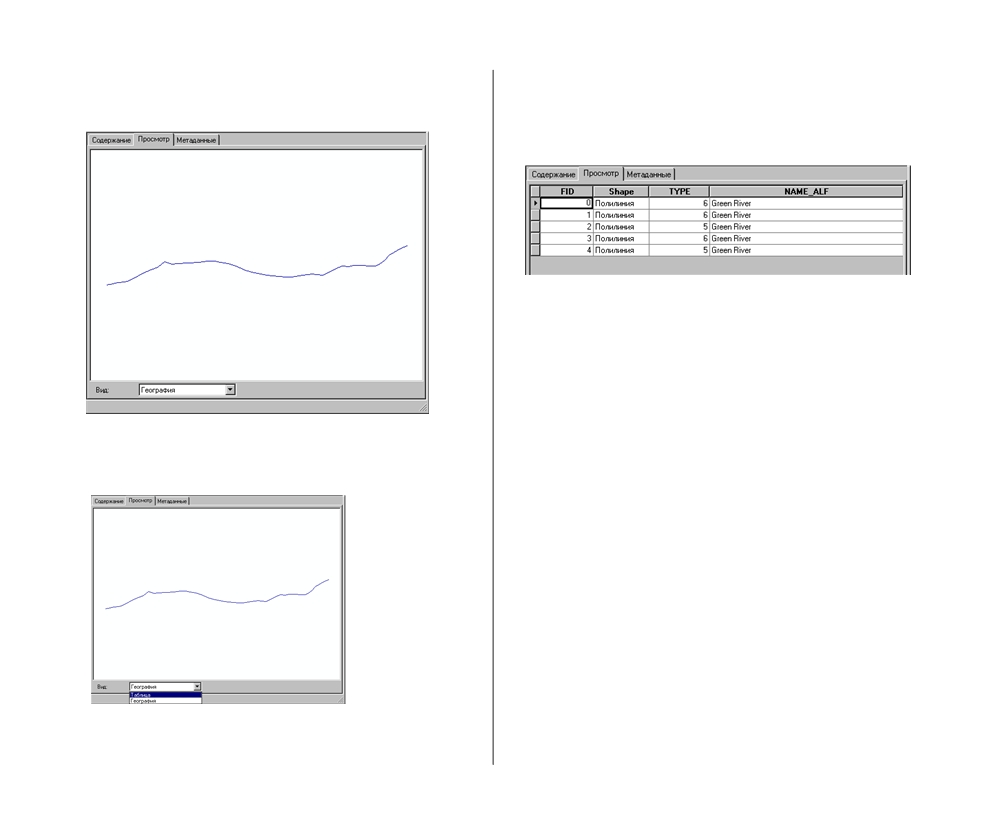 Содержание Просмотр Метаданные
Вид: География
Содержание Просмотр Метаданные
Вид: География
Таблица
География
Содержание Просмотр Метаданные
FID Shape TYPE NAME_ALF
0 Полилиния 6 Green River
1 Полилиния 6 Green River
2 Полилиния 5 Green River
3 Полилиния 6 Green River
4 Полилиния 5 Green River